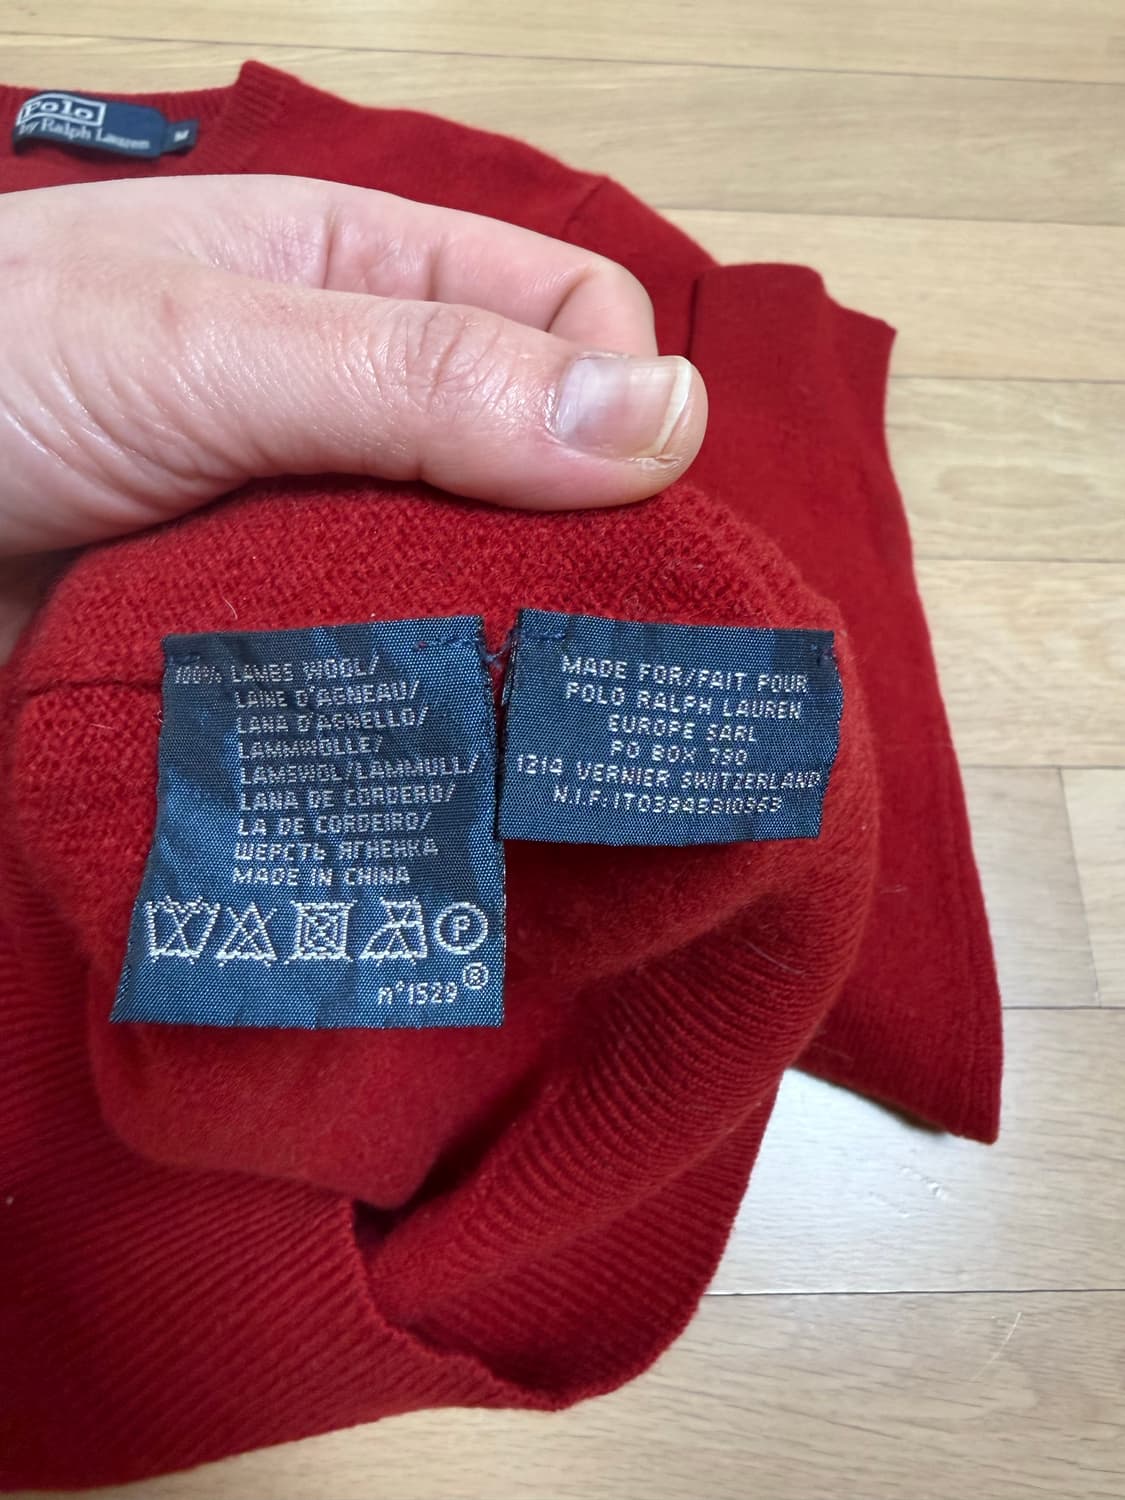 Polo
by Ralph Lauren
M
100% LAMBS WOOL/
LAINE D'AGNEAU/
LANA D'AGNELLO/
LAMMWOLLE/
LAMSWOL/LAMMULL/
LANA DE CORDERO/
LA DE CORDEIRO/
ШЕРСТЬ ЯГНЕНКА
MADE IN CHINA
P
®
n°1529
MADE FOR/FAIT POUR
POLO RALPH LAUREN
EUROPE SARL
PO BOX 790
1214 VERNIER SWITZERLAND
N.I.F:IT03945810963